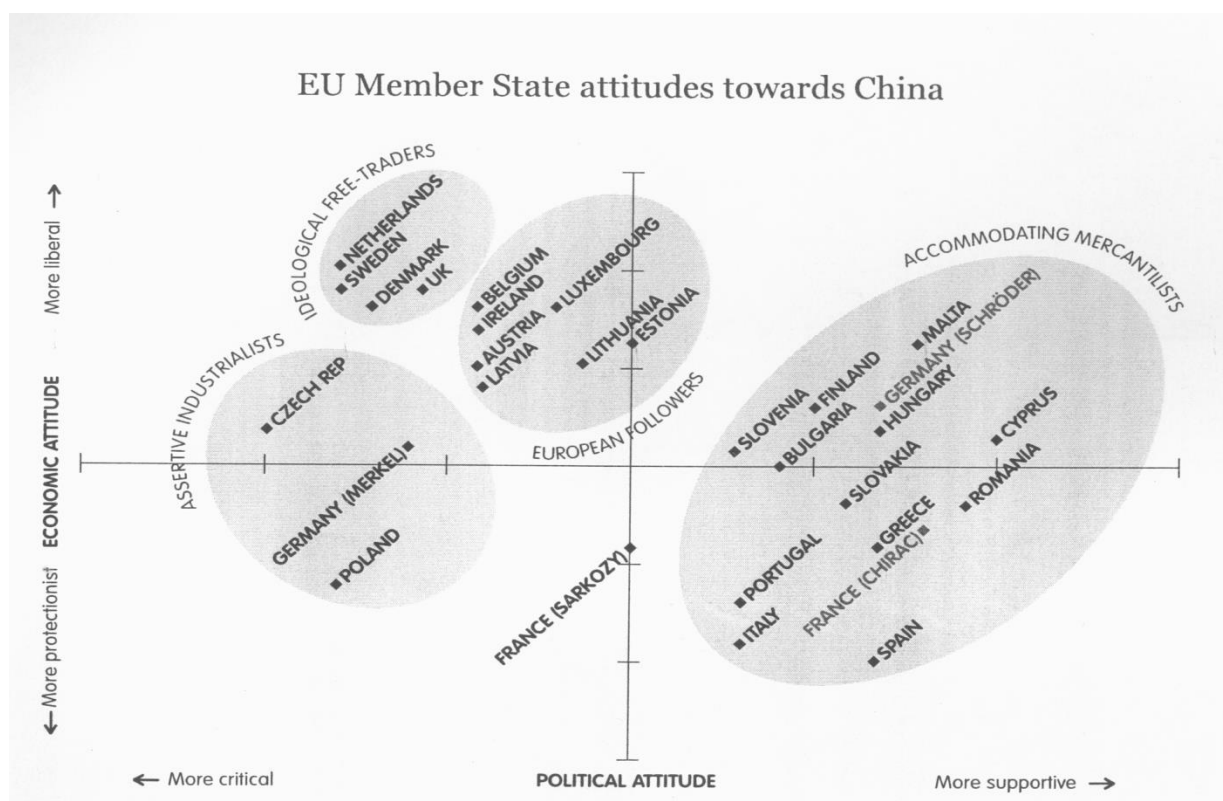 EU Member State attitudes towards China
IDEOLOGICAL FREE-TRADERS
NETHERLANDS
SWEDEN
DENMARK
UK
BELGIUM
IRELAND
AUSTRIA
LATVIA
LUXEMBOURG
LITHUANIA
ESTONIA
EUROPEAN FOLLOWERS
ACCOMMODATING MERCANTILISTS
MALTA
GERMANY (SCHRÖDER)
FINLAND
HUNGARY
SLOVENIA
BULGARIA
CYPRUS
SLOVAKIA
ROMANIA
GREECE
FRANCE (CHIRAC)
PORTUGAL
ITALY
SPAIN
ASSERTIVE INDUSTRIALISTS
CZECH REP
GERMANY (MERKEL)
POLAND
FRANCE (SARKOZY)
← More protectionist ECONOMIC ATTITUDE More liberal →
← More critical POLITICAL ATTITUDE More supportive →